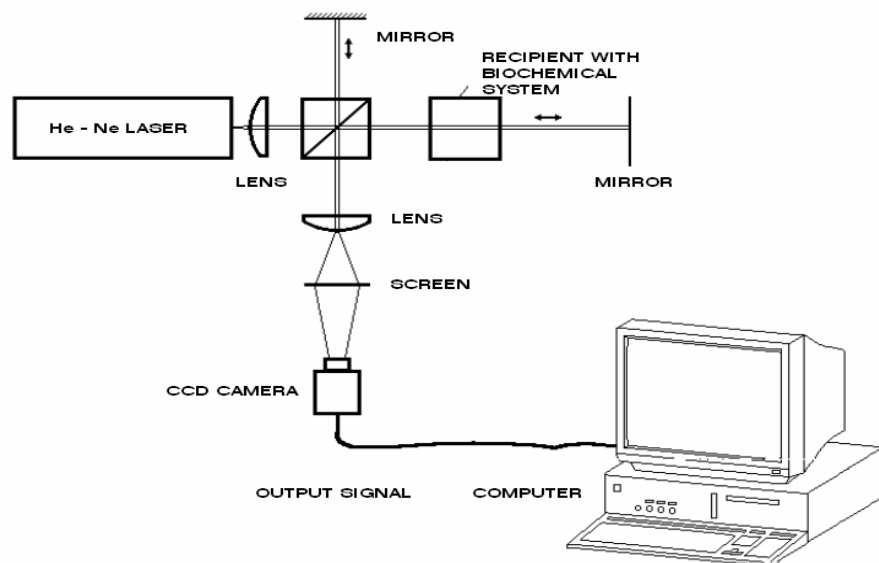 MIRROR
RECIPIENT WITH
BIOCHEMICAL
SYSTEM
He - Ne LASER
LENS
MIRROR
LENS
SCREEN
CCD CAMERA
OUTPUT SIGNAL
COMPUTER